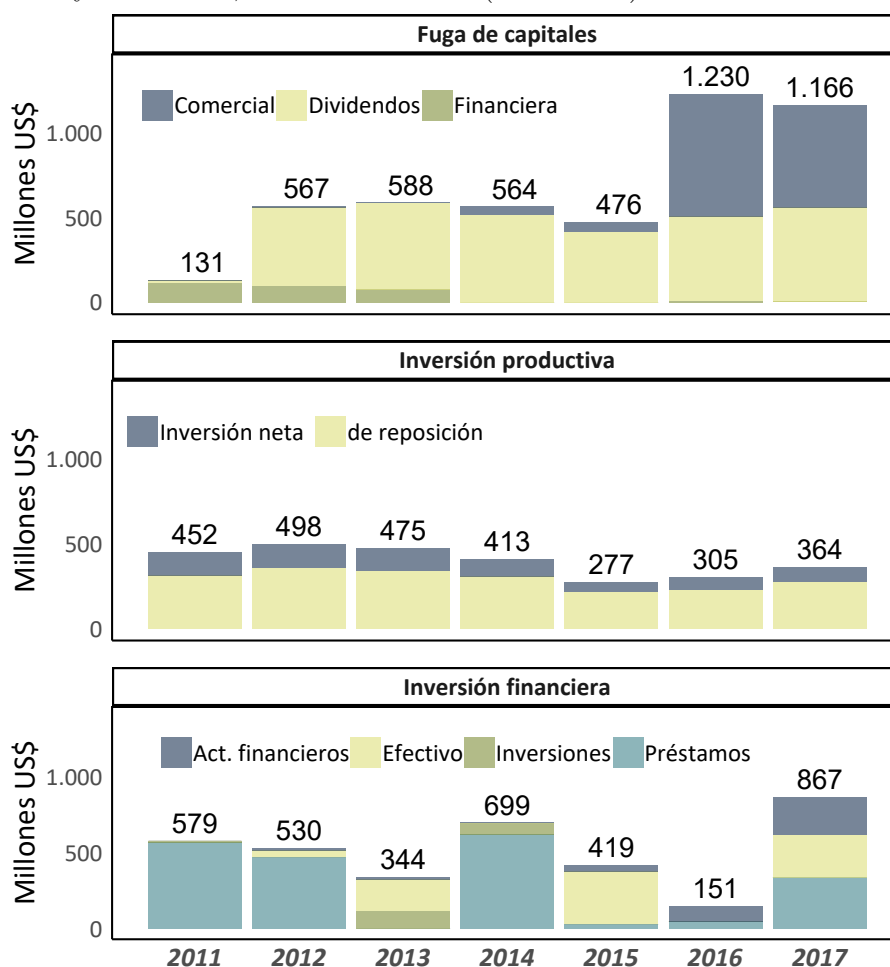 Fuga de capitales
Comercial Dividendos Financiera
Millones US$
1.000
500
0
131 567 588 564 476 1.230 1.166
Inversión productiva
Inversión neta de reposición
Millones US$
1.000
500
0
452 498 475 413 277 305 364
Inversión financiera
Act. financieros Efectivo Inversiones Préstamos
Millones US$
1.000
500
0
579 530 344 699 419 151 867
2011 2012 2013 2014 2015 2016 2017